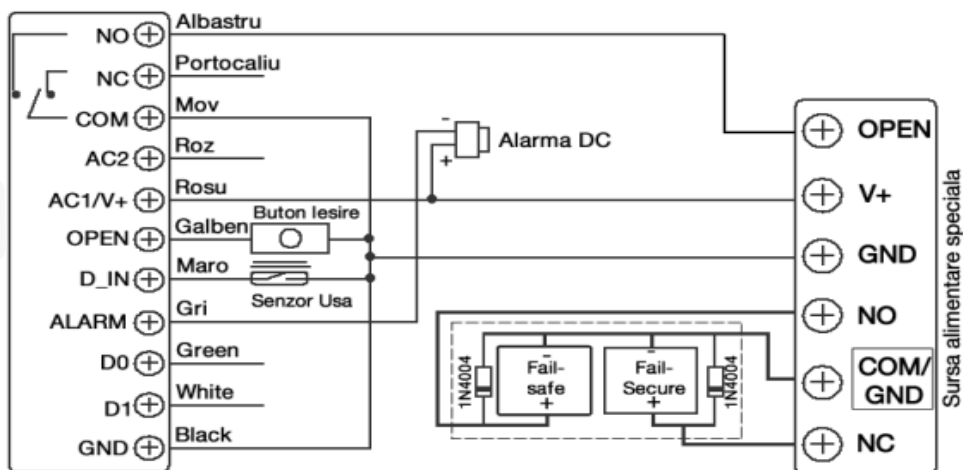 NO Albastru
NC Portocaliu
COM Mov
AC2 Roz
AC1/V+ Rosu
OPEN Galben
Buton Iesire
D_IN Maro
Senzor Usa
ALARM Gri
D0 Green
D1 White
GND Black
-
+
Alarma DC
1N4004
-
Fail-
safe
+
-
Fail-
Secure
+
1N4004
OPEN
V+
GND
NO
COM/
GND
NC
Sursa alimentare speciala